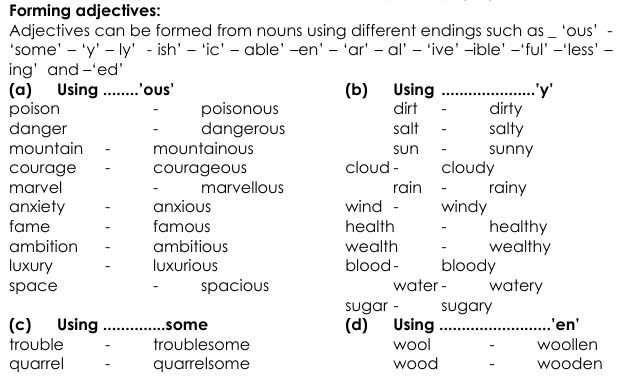 Forming adjectives:
Adjectives can be formed from nouns using different endings such as _ ‘ous’ -
‘some’ – ‘y’ – ly’ - ish’ – ‘ic’ – able’ –en’ – ‘ar’ – al’ – ‘ive’ –ible’ –‘ful’ –‘less’ –
ing’ and –‘ed’
(a) Using ........’ous’
poison - poisonous
danger - dangerous
mountain - mountainous
courage - courageous
marvel - marvellous
anxiety - anxious
fame - famous
ambition - ambitious
luxury - luxurious
space - spacious
(b) Using .....................’y’
dirt - dirty
salt - salty
sun - sunny
cloud - cloudy
rain - rainy
wind - windy
health - healthy
wealth - wealthy
blood - bloody
water - watery
sugar - sugary
(c) Using ..............some
trouble - troublesome
quarrel - quarrelsome
(d) Using .........................’en’
wool - woollen
wood - wooden